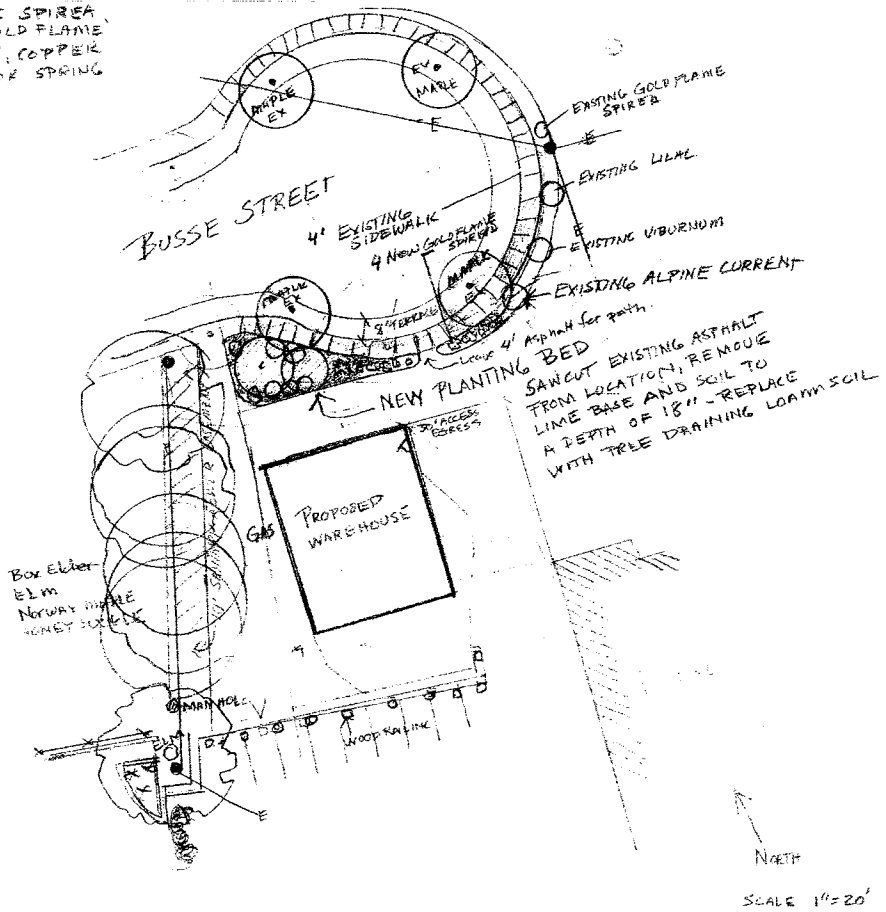 SPIREA
GOLD FLAME
COPPER
SPRING
MAPLE
EX
EX
MAPLE
E
EXISTING GOLD FLAME
SPIREA
E
EXISTING LILAC
BUSSE STREET
4' EXISTING
SIDEWALK
4 NEW GOLDFLAME
SPIREA
E
EXISTING VIBURNUM
MAPLE
EX
EXISTING ALPINE CURRENT
MAPLE
EX
8' TERRACE
Leave 4' Asphalt for path.
NEW PLANTING BED
SAWCUT EXISTING ASPHALT
FROM LOCATION, REMOVE
LIME BASE AND SOIL TO
A DEPTH OF 18" - REPLACE
WITH FREE DRAINING LOAM SOIL
30' ACCESS
EGRESS
PROPOSED
WAREHOUSE
GAS
Box Elder
ELM
NORWAY MAPLE
HONEY SUCKLE
MANHOLE
ELM
WOOD RAILING
E
NORTH
SCALE 1"=20'